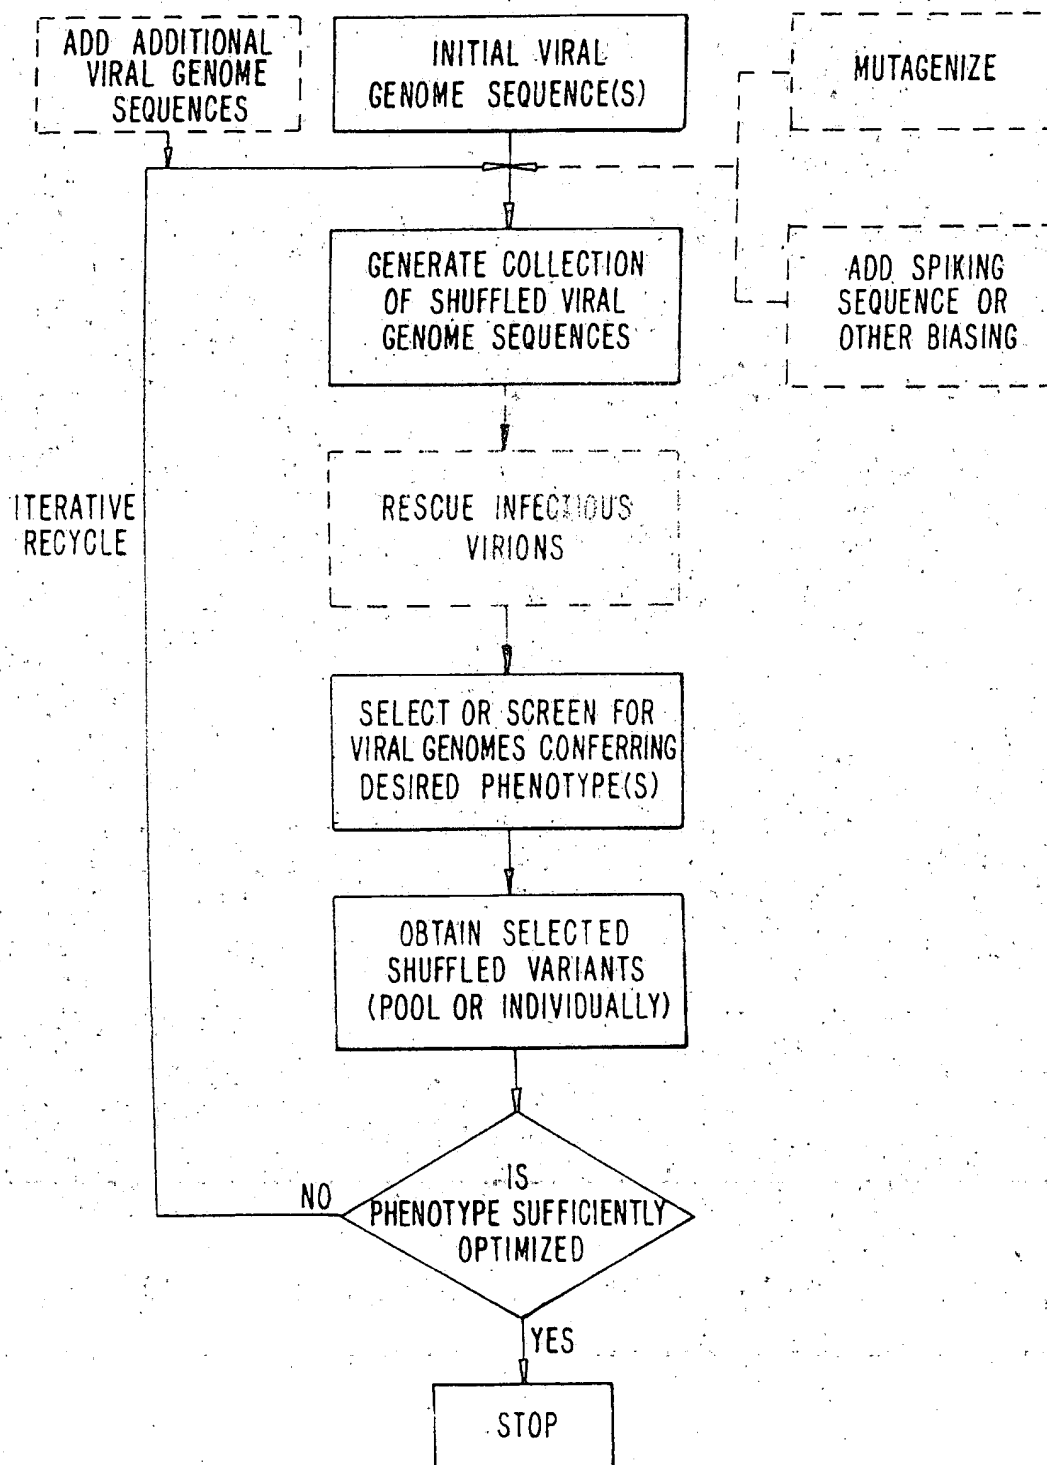 ADD ADDITIONAL
VIRAL GENOME
SEQUENCES
INITIAL VIRAL
GENOME SEQUENCE(S)
MUTAGENIZE
GENERATE COLLECTION
OF SHUFFLED VIRAL
GENOME SEQUENCES
ADD SPIKING
SEQUENCE OR
OTHER BIASING
ITERATIVE
RECYCLE
RESCUE INFECTIOUS
VIRIONS
SELECT OR SCREEN FOR
VIRAL GENOMES CONFERRING
DESIRED PHENOTYPE(S)
OBTAIN SELECTED
SHUFFLED VARIANTS
(POOL OR INDIVIDUALLY)
NO
IS
PHENOTYPE SUFFICIENTLY
OPTIMIZED
YES
STOP